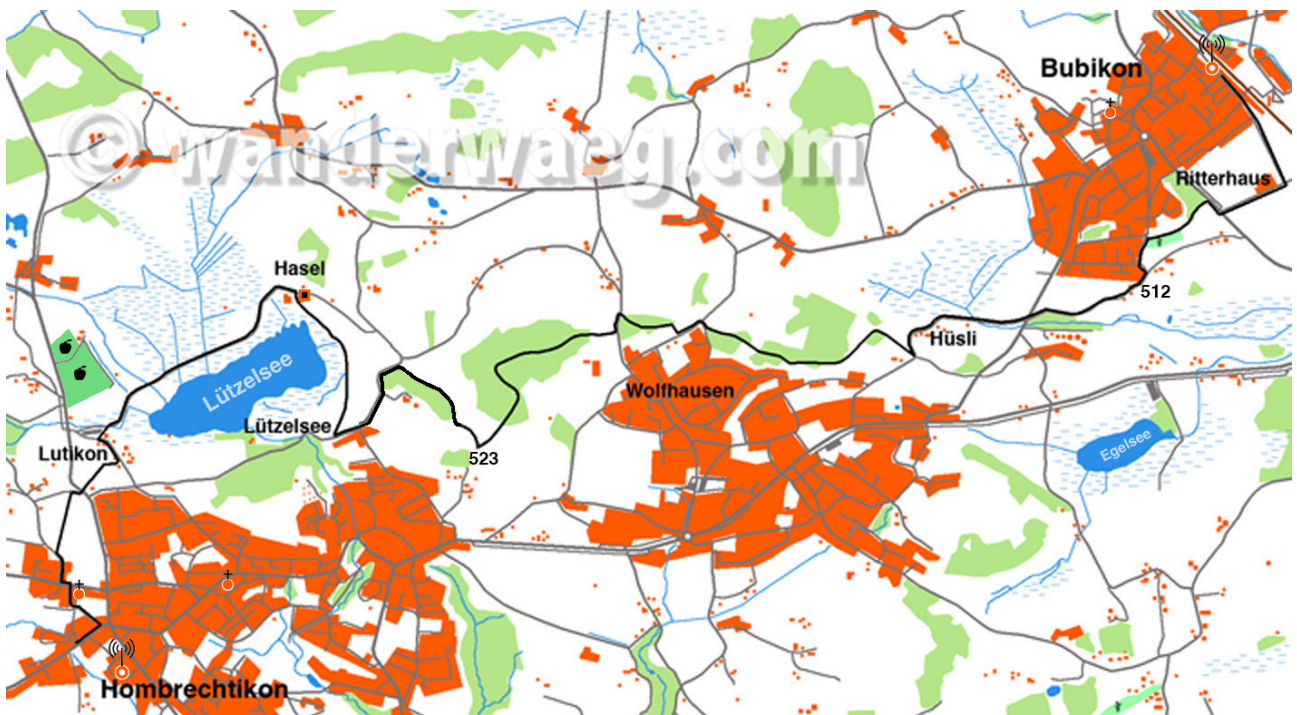 Bubikon
© wanderwaeg.com
Ritterhaus
Hasel
512
Hüsli
Lützelsee
Wolfhausen
Lützelsee
Egelsee
Lutikon
523
Hombrechtikon